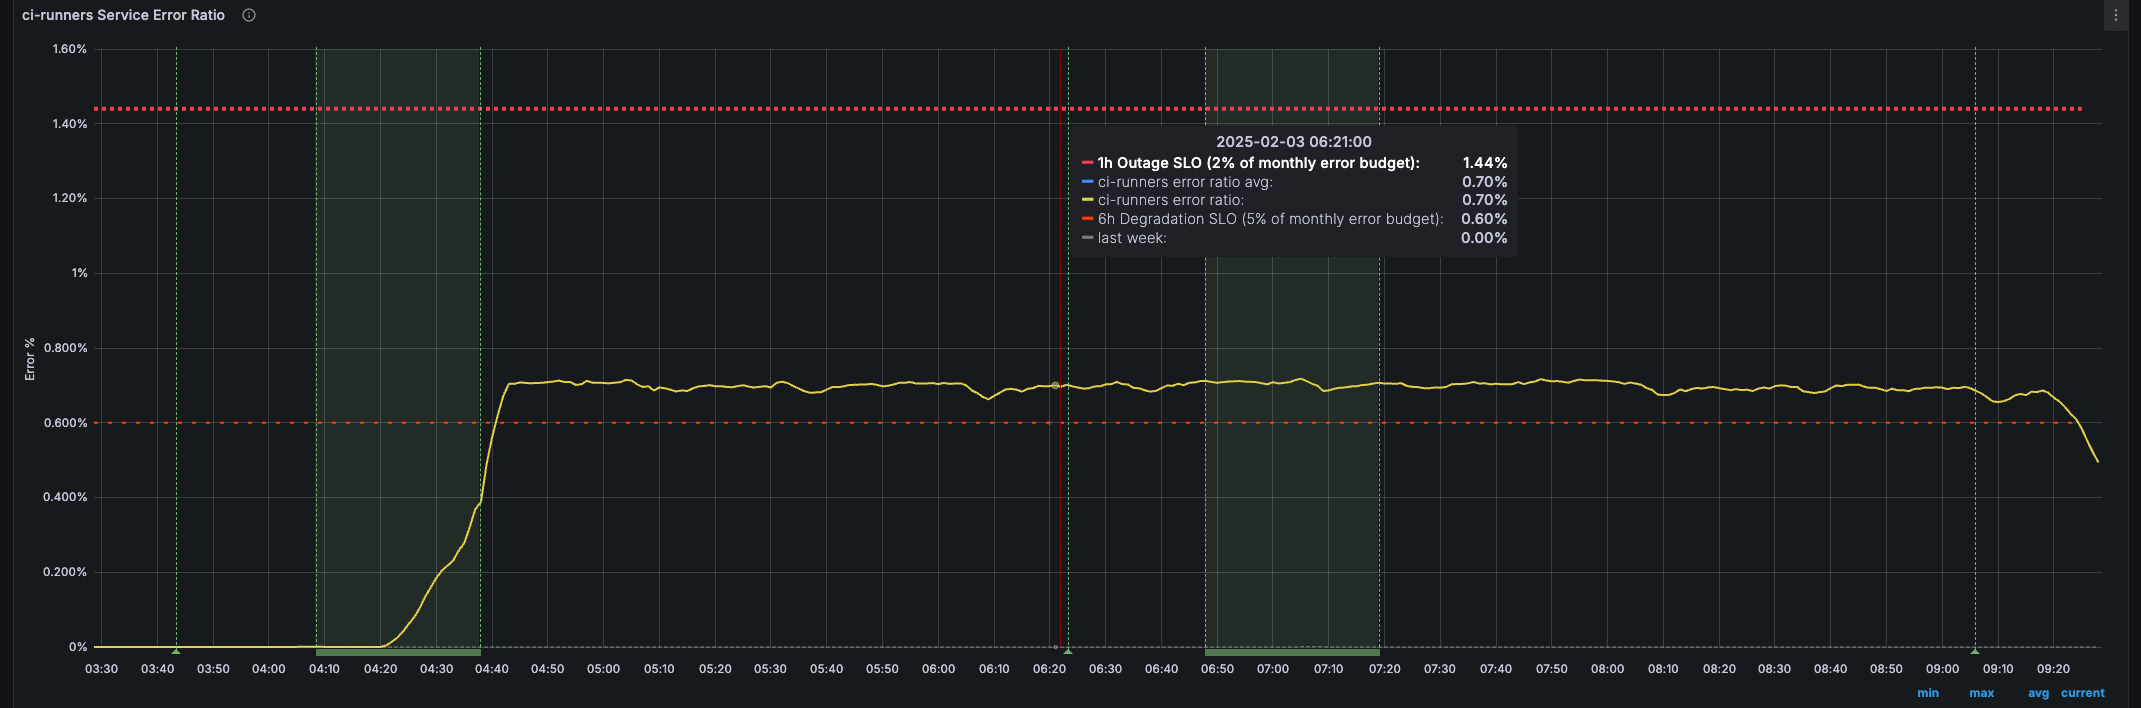 ci-runners Service Error Ratio
1.60%
1.40%
1.20%
1%
0.800%
0.600%
0.400%
0.200%
0%
Error %
2025-02-03 06:21:00
1h Outage SLO (2% of monthly error budget): 1.44%
ci-runners error ratio avg: 0.70%
ci-runners error ratio: 0.70%
6h Degradation SLO (5% of monthly error budget): 0.60%
last week: 0.00%
03:30 03:40 03:50 04:00 04:10 04:20 04:30 04:40 04:50 05:00 05:10 05:20 05:30 05:40 05:50 06:00 06:10 06:20 06:30 06:40 06:50 07:00 07:10 07:20 07:30 07:40 07:50 08:00 08:10 08:20 08:30 08:40 08:50 09:00 09:10 09:20
min max avg current